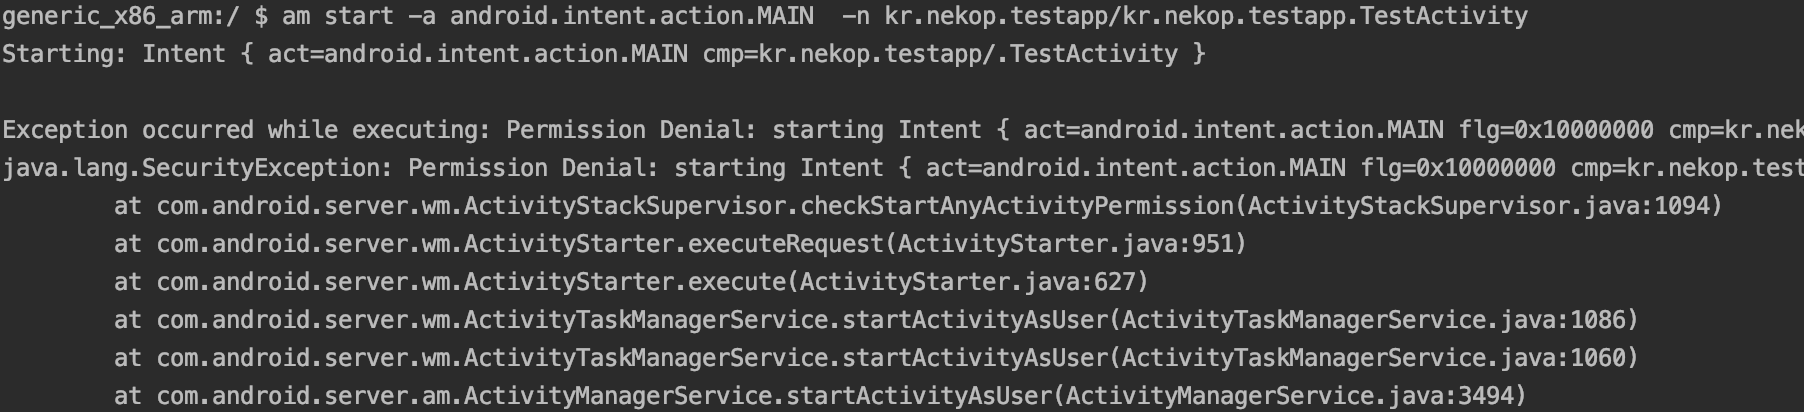 generic_x86_arm:/ $ am start -a android.intent.action.MAIN  -n kr.nekop.testapp/kr.nekop.testapp.TestActivity
Starting: Intent { act=android.intent.action.MAIN cmp=kr.nekop.testapp/.TestActivity }
Exception occurred while executing: Permission Denial: starting Intent { act=android.intent.action.MAIN flg=0x10000000 cmp=kr.nek
java.lang.SecurityException: Permission Denial: starting Intent { act=android.intent.action.MAIN flg=0x10000000 cmp=kr.nekop.test
at com.android.server.wm.ActivityStackSupervisor.checkStartAnyActivityPermission(ActivityStackSupervisor.java:1094)
at com.android.server.wm.ActivityStarter.executeRequest(ActivityStarter.java:951)
at com.android.server.wm.ActivityStarter.execute(ActivityStarter.java:627)
at com.android.server.wm.ActivityTaskManagerService.startActivityAsUser(ActivityTaskManagerService.java:1086)
at com.android.server.wm.ActivityTaskManagerService.startActivityAsUser(ActivityTaskManagerService.java:1060)
at com.android.server.am.ActivityManagerService.startActivityAsUser(ActivityManagerService.java:3494)